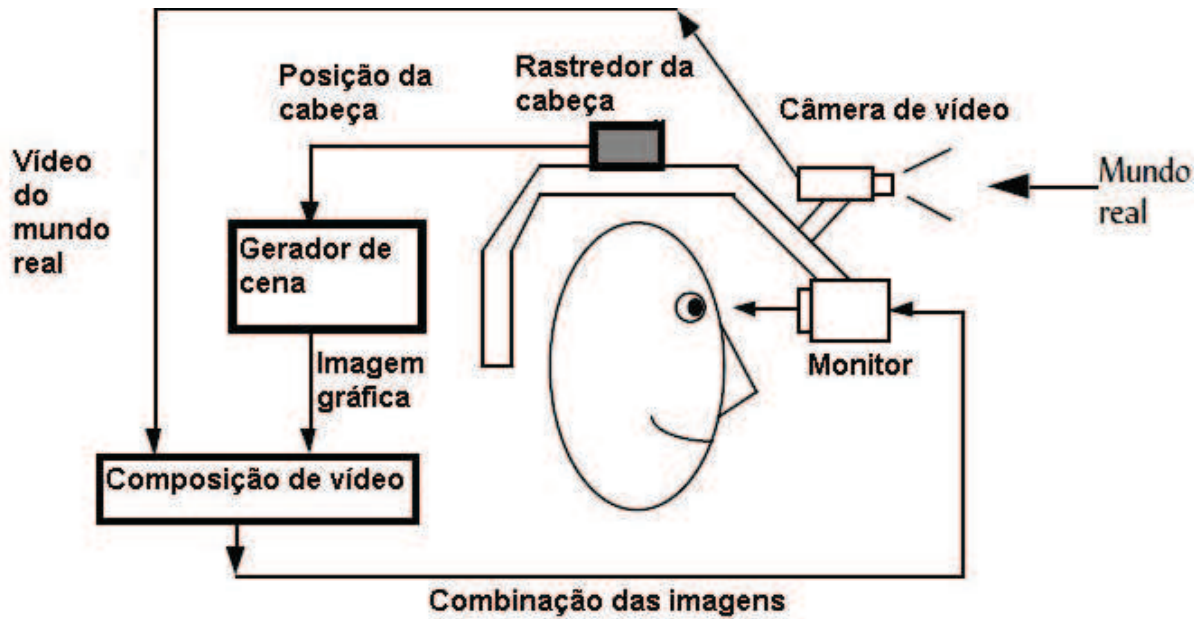 Posição da
cabeça
Rastredor da
cabeça
Câmera de vídeo
Mundo
real
Vídeo
do
mundo
real
Gerador de
cena
Imagem
gráfica
Monitor
Composição de vídeo
Combinação das imagens